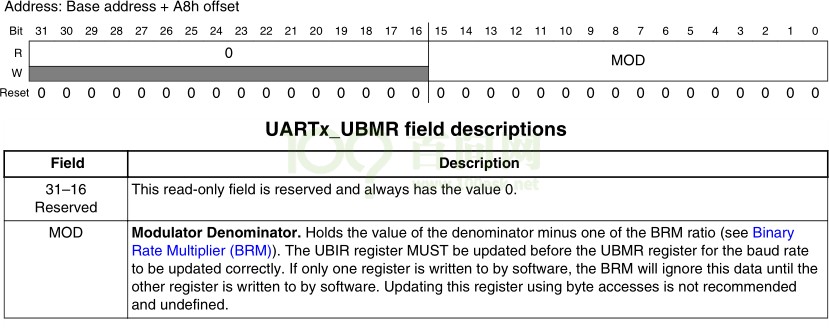 Address: Base address + A8h offset
Bit 31 30 29 28 27 26 25 24 23 22 21 20 19 18 17 16 15 14 13 12 11 10 9 8 7 6 5 4 3 2 1 0
R 0 MOD
W
Reset 0 0 0 0 0 0 0 0 0 0 0 0 0 0 0 0 0 0 0 0 0 0 0 0 0 0 0 0 0 0 0 0
UARTx_UBMR field descriptions
Field Description
31–16 This read-only field is reserved and always has the value 0.
Reserved
MOD Modulator Denominator. Holds the value of the denominator minus one of the BRM ratio (see Binary
Rate Multiplier (BRM)). The UBIR register MUST be updated before the UBMR register for the baud rate
to be updated correctly. If only one register is written to by software, the BRM will ignore this data until the
other register is written to by software. Updating this register using byte accesses is not recommended
and undefined.